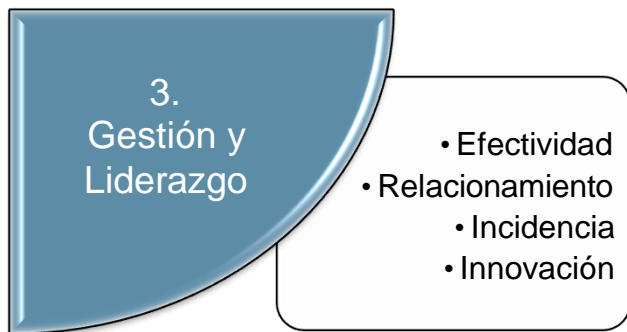 3.
Gestión y
Liderazgo
• Efectividad
• Relacionamiento
• Incidencia
• Innovación